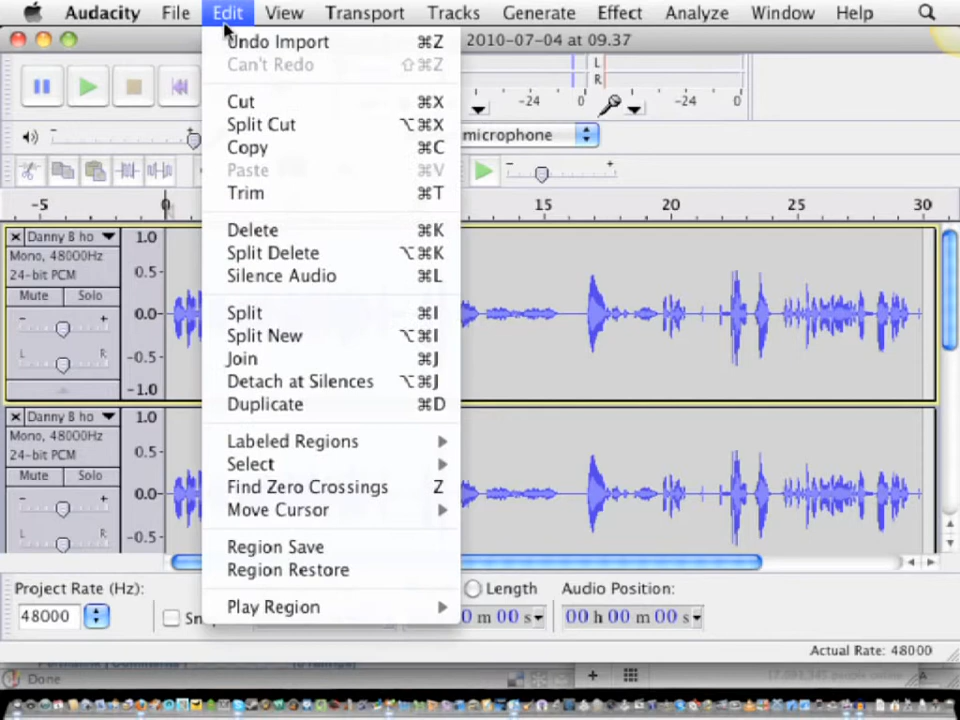 Audacity File Edit View Transport Tracks Generate Effect Analyze Window Help
2010-07-04 at 09.37
Undo Import ⌘Z
Can't Redo ⇧⌘Z
Cut ⌘X
Split Cut ⌥⌘X
Copy ⌘C
Paste ⌘V
Trim ⌘T
Delete ⌘K
Split Delete ⌥⌘K
Silence Audio ⌘L
Split ⌘I
Split New ⌥⌘I
Join ⌘J
Detach at Silences ⌥⌘J
Duplicate ⌘D
Labeled Regions
Select
Find Zero Crossings Z
Move Cursor
Region Save
Region Restore
Play Region
L
R
-24 0 -24 0
- +
microphone
- +
-5 0 15 20 25 30
Danny B ho
Mono, 48000Hz
24-bit PCM
Mute Solo
- +
L R
1.0
0.5-
0.0-
-0.5-
-1.0
Danny B ho
Mono, 48000Hz
24-bit PCM
Mute Solo
- +
L R
1.0
0.5-
0.0-
-0.5-
Project Rate (Hz):
48000
Length
0 m 00 s
Audio Position:
00 h 00 m 00 s
Actual Rate: 48000
Done